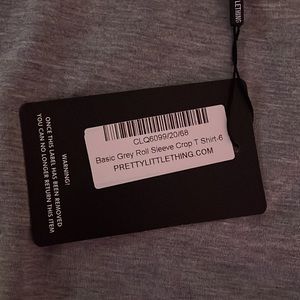 CLQ6099/20/68
Basic Grey Roll Sleeve Crop T Shirt-6
PRETTYLITTLETHING.COM
WARNING!
ONCE THIS LABEL HAS BEEN REMOVED
YOU CAN NO LONGER RETURN THIS ITEM
LETHING